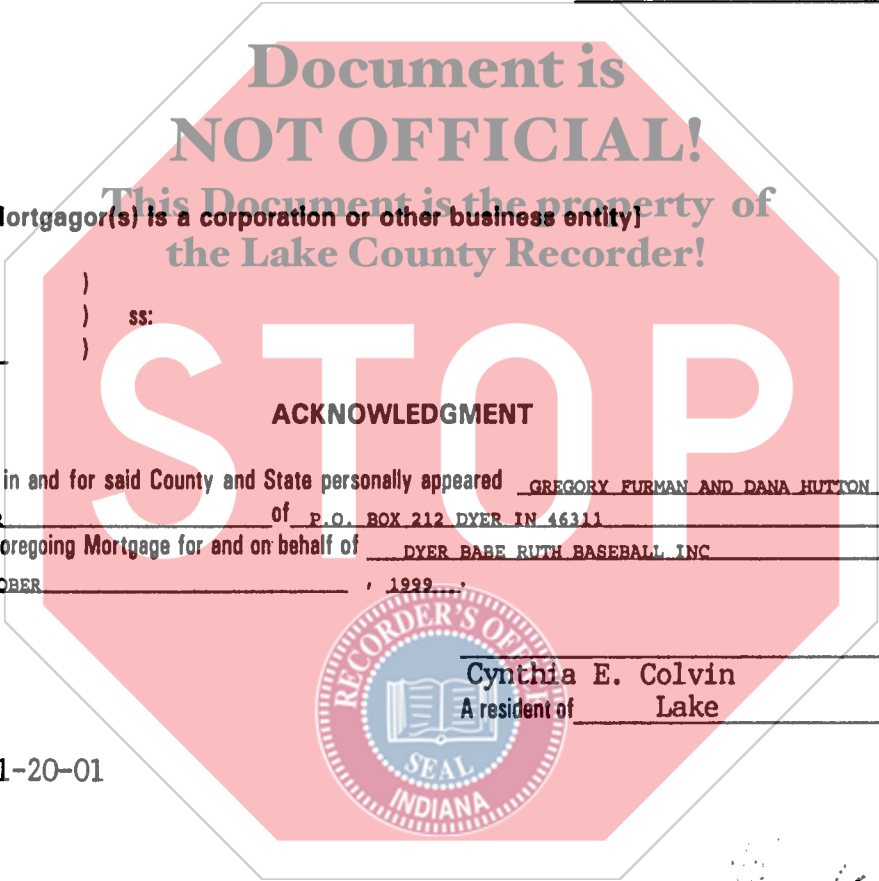 Document is
NOT OFFICIAL!
This Document is the property of
ortgagor(s) is a corporation or other business entity]
the Lake County Recorder!
)
) ss:
)
STOP
ACKNOWLEDGMENT
in and for said County and State personally appeared GREGORY FURMAN AND DANA HUTTON
of P.O. BOX 212 DYER IN 46311
oregoing Mortgage for and on behalf of DYER BABE RUTH BASEBALL INC
OBER , 1999 .
RECORDER'S OFFICE
Cynthia E. Colvin
A resident of Lake
SEAL
INDIANA
1-20-01